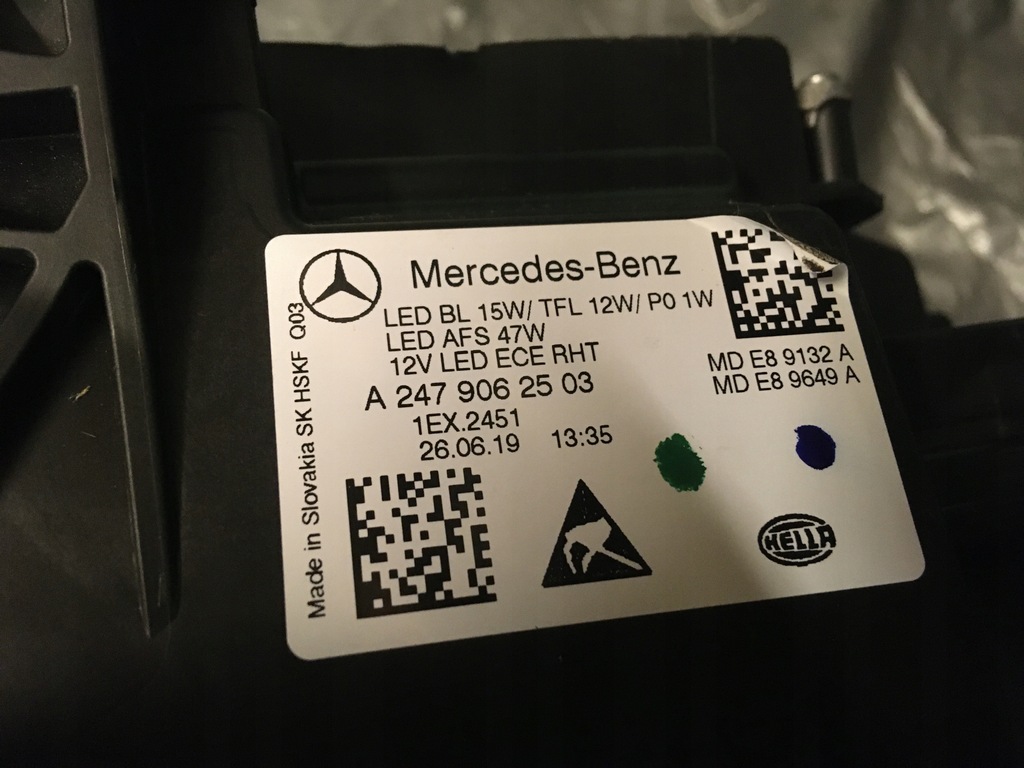 Mercedes-Benz
LED BL 15W/ TFL 12W/ PO 1W
LED AFS 47W
12V LED ECE RHT
A 247 906 25 03
1EX.2451
26.06.19 13:35
MD E8 9132 A
MD E8 9649 A
Made in Slovakia SK HSKF Q03
HELLA